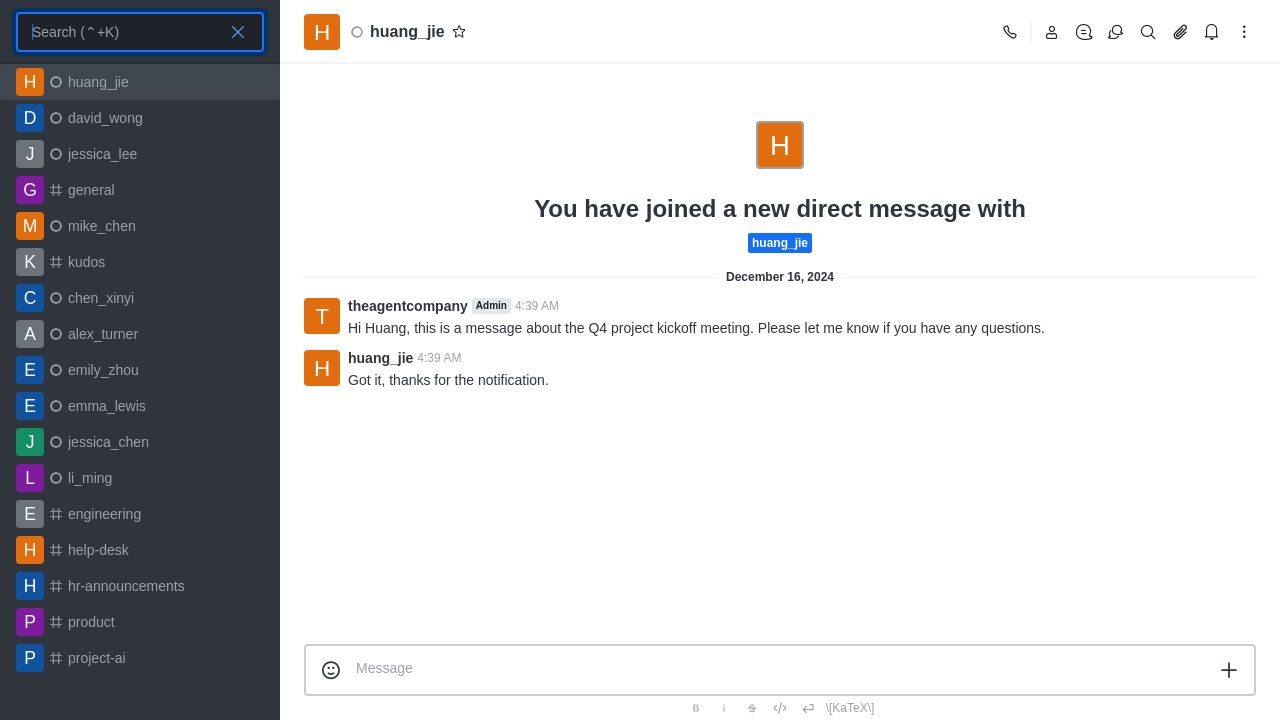 Search (⌃+K)
H huang_jie
D david_wong
J jessica_lee
G general
M mike_chen
K kudos
C chen_xinyi
A alex_turner
E emily_zhou
E emma_lewis
J jessica_chen
L li_ming
E engineering
H help-desk
H hr-announcements
P product
P project-ai
H huang_jie
H
You have joined a new direct message with
huang_jie
December 16, 2024
T theagentcompany Admin 4:39 AM
Hi Huang, this is a message about the Q4 project kickoff meeting. Please let me know if you have any questions.
H huang_jie 4:39 AM
Got it, thanks for the notification.
Message
B i S \[KaTeX\]